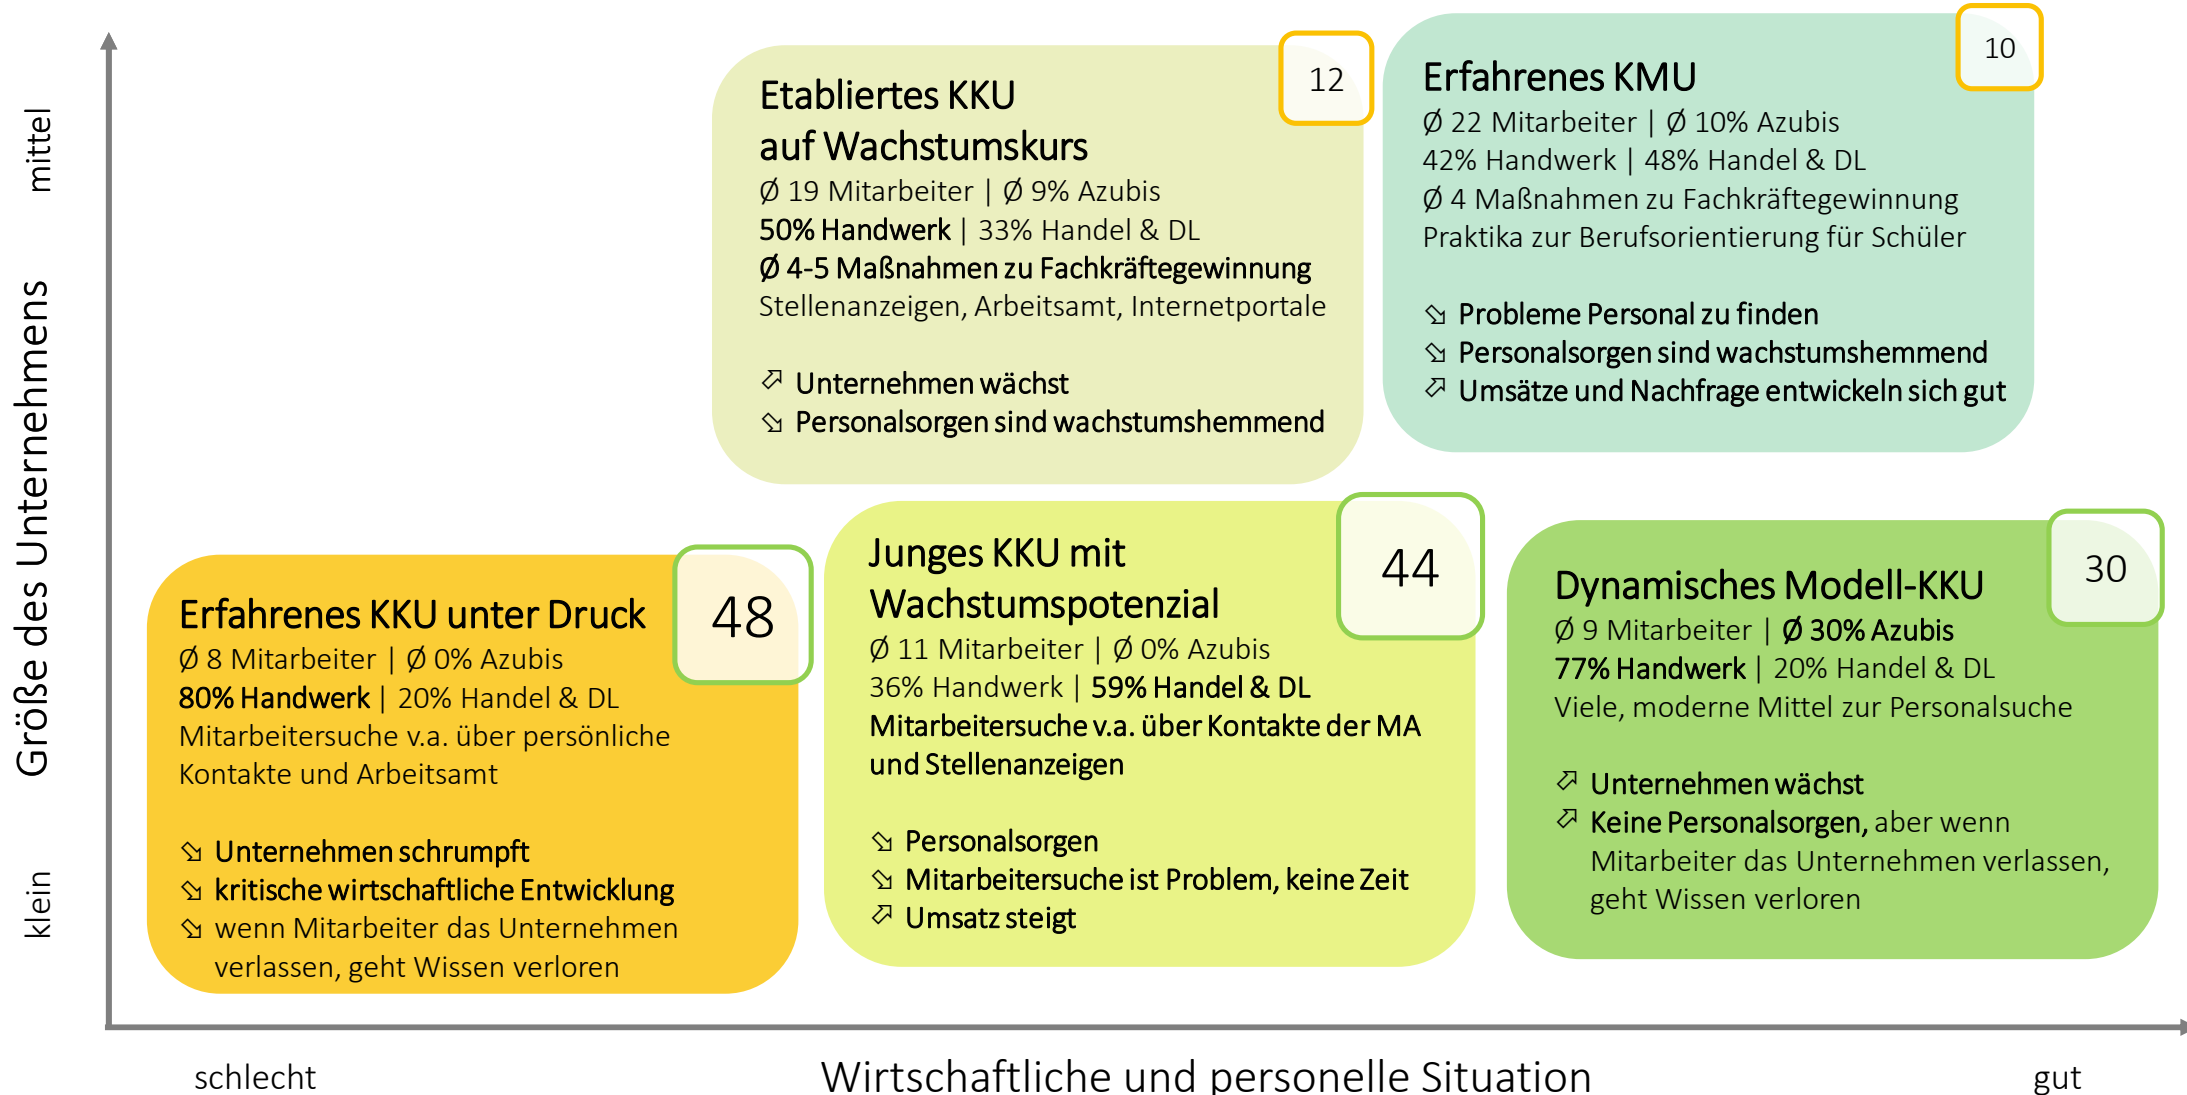 mittel
Größe des Unternehmens
klein
12
Etabliertes KKU
auf Wachstumskurs
Ø 19 Mitarbeiter | Ø 9% Azubis
50% Handwerk | 33% Handel & DL
Ø 4-5 Maßnahmen zu Fachkräftegewinnung
Stellenanzeigen, Arbeitsamt, Internetportale
⬀ Unternehmen wächst
⬂ Personalsorgen sind wachstumshemmend
10
Erfahrenes KMU
Ø 22 Mitarbeiter | Ø 10% Azubis
42% Handwerk | 48% Handel & DL
Ø 4 Maßnahmen zu Fachkräftegewinnung
Praktika zur Berufsorientierung für Schüler
⬂ Probleme Personal zu finden
⬂ Personalsorgen sind wachstumshemmend
⬀ Umsätze und Nachfrage entwickeln sich gut
48
Erfahrenes KKU unter Druck
Ø 8 Mitarbeiter | Ø 0% Azubis
80% Handwerk | 20% Handel & DL
Mitarbeitersuche v.a. über persönliche
Kontakte und Arbeitsamt
⬂ Unternehmen schrumpft
⬂ kritische wirtschaftliche Entwicklung
⬂ wenn Mitarbeiter das Unternehmen
verlassen, geht Wissen verloren
44
Junges KKU mit
Wachstumspotenzial
Ø 11 Mitarbeiter | Ø 0% Azubis
36% Handwerk | 59% Handel & DL
Mitarbeitersuche v.a. über Kontakte der MA
und Stellenanzeigen
⬂ Personalsorgen
⬂ Mitarbeitersuche ist Problem, keine Zeit
⬀ Umsatz steigt
30
Dynamisches Modell-KKU
Ø 9 Mitarbeiter | Ø 30% Azubis
77% Handwerk | 20% Handel & DL
Viele, moderne Mittel zur Personalsuche
⬀ Unternehmen wächst
⬀ Keine Personalsorgen, aber wenn
Mitarbeiter das Unternehmen verlassen,
geht Wissen verloren
schlecht
Wirtschaftliche und personelle Situation
gut